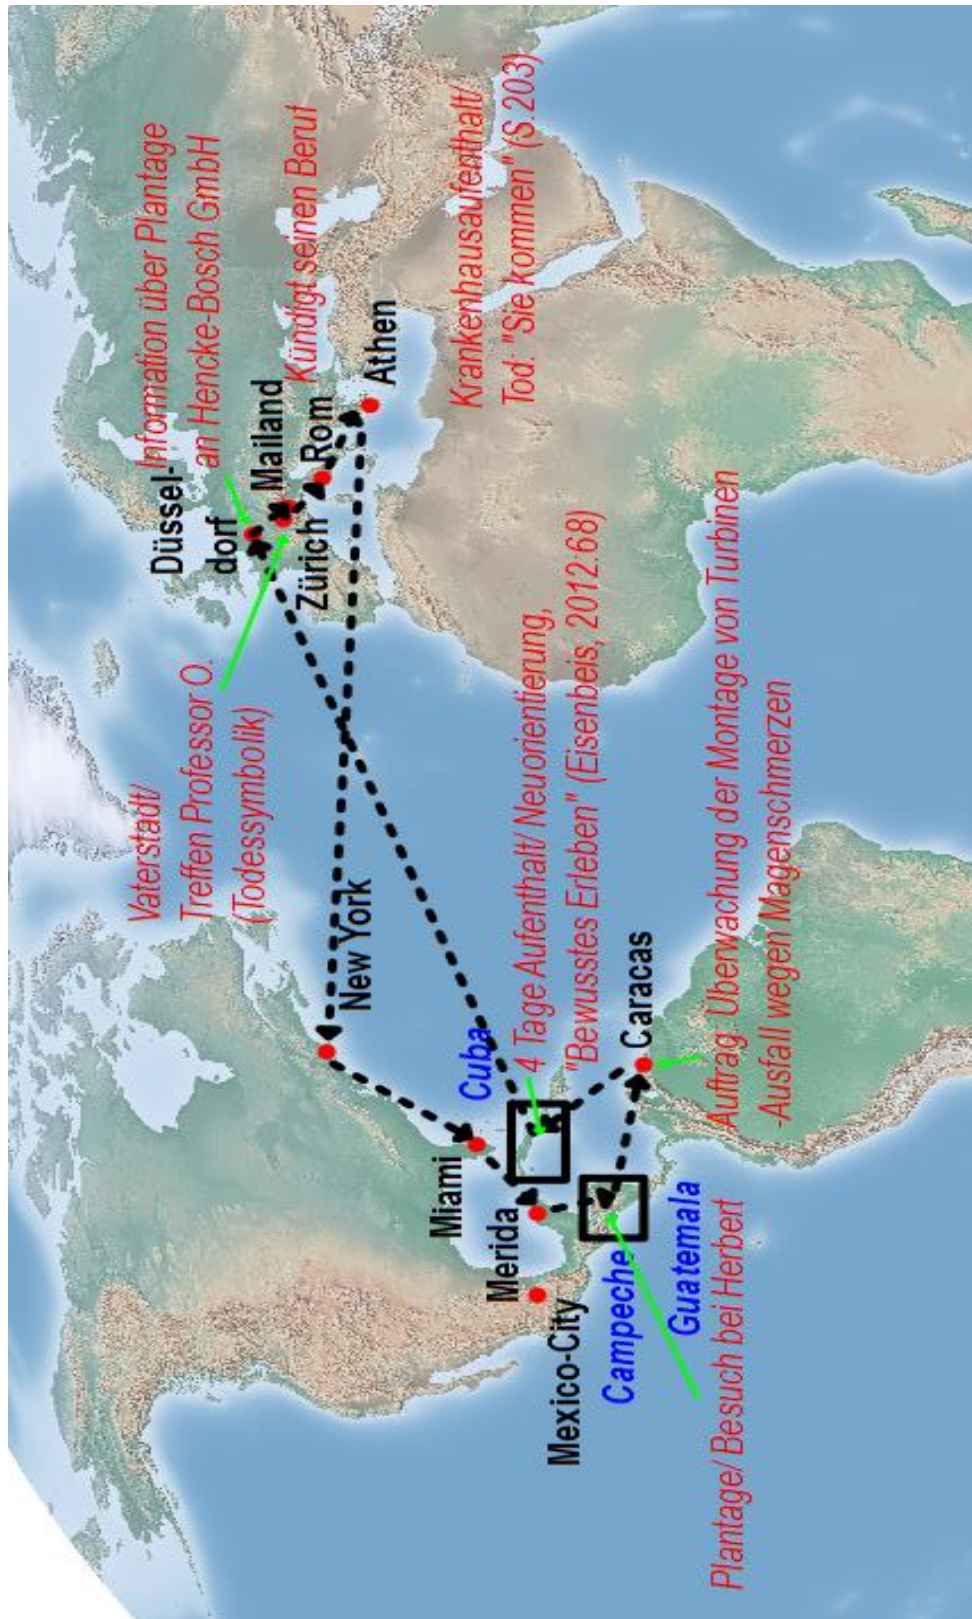 Information über Plantage
an Hencke-Bosch GmbH
Düssel-
dorf
Mailand
Kündigt seinen Beruf
Zürich
Rom
Athen
Krankenhausaufenthalt/
Tod: "Sie kommen" (S.203)
Vaterstadt/
Treffen Professor O.
(Todessymbolik)
New York
Cuba
4 Tage Aufenthalt/ Neuorientierung,
"Bewusstes Erleben" (Eisenbeis, 2012:68)
Miami
Merida
Mexico-City
Campeche
Guatemala
Plantage/ Besuch bei Herbert
Caracas
Auftrag: Überwachung der Montage von Turbinen
-Ausfall wegen Magenschmerzen